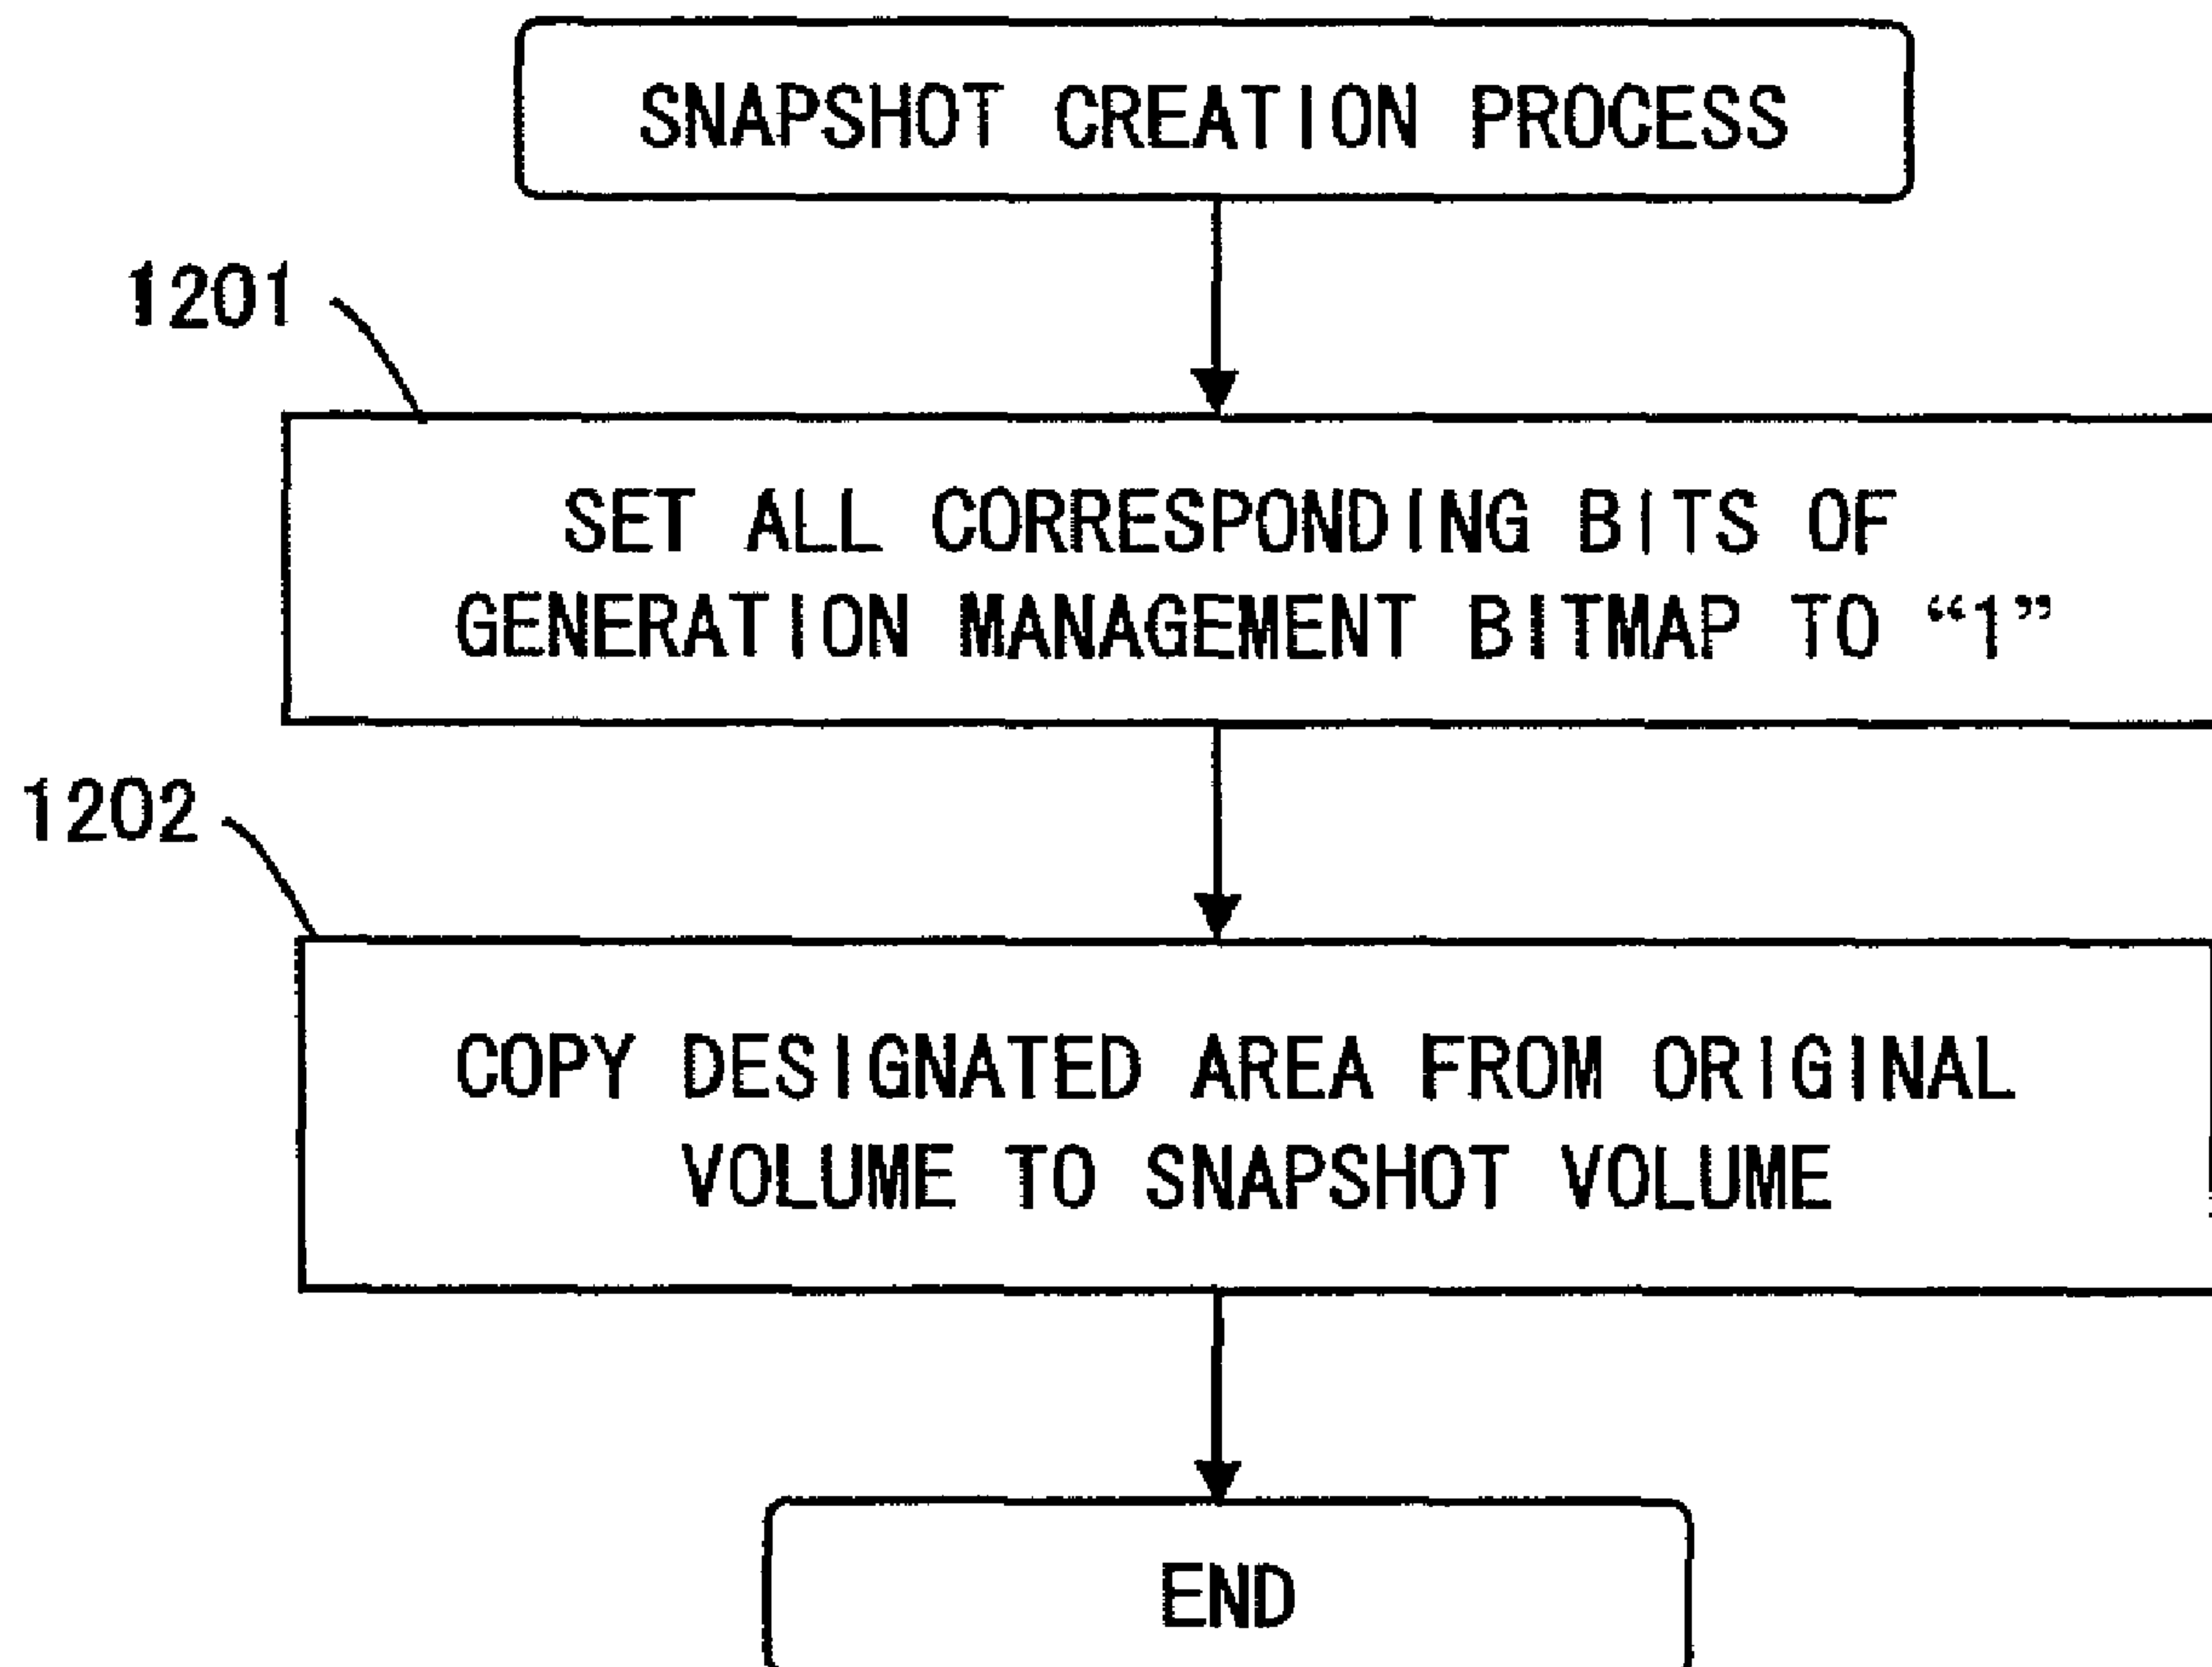 SNAPSHOT CREATION PROCESS
1201
SET ALL CORRESPONDING BITS OF
GENERATION MANAGEMENT BITMAP TO “1”
1202
COPY DESIGNATED AREA FROM ORIGINAL
VOLUME TO SNAPSHOT VOLUME
END